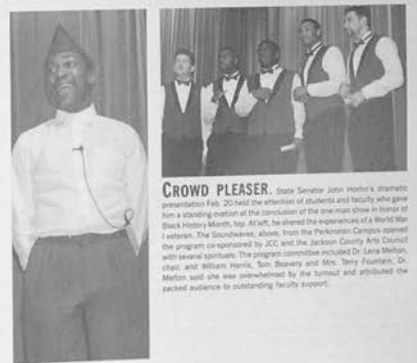 CROWD PLEASER. State Senator John Horhn's dramatic
presentation Feb. 20 held the attention of students and faculty who gave
him a standing ovation at the conclusion of the one-man show in honor of
Black History Month, top. At left, he shared the experiences of a World War
I veteran. The Soundwaves, above, from the Perkinston Campus opened
the program co-sponsored by JCC and the Jackson County Arts Council
with several spirituals. The program committee included Dr. Lena Melton,
chair, and William Harris, Tom Beavers and Mrs. Terry Fountain. Dr.
Melton said she was overwhelmed by the turnout and attributed the
packed audience to outstanding faculty support.